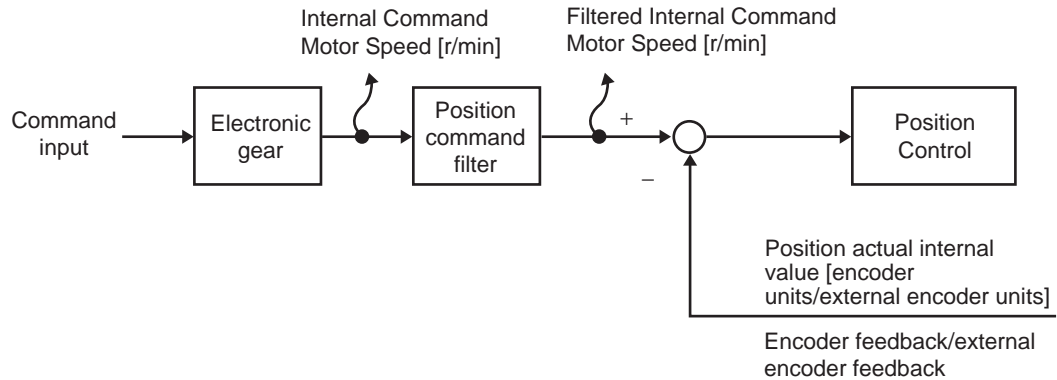 Internal Command
Motor Speed [r/min]
Filtered Internal Command
Motor Speed [r/min]
Command
input
Electronic
gear
Position
command
filter
+
−
Position
Control
Position actual internal
value [encoder
units/external encoder units]
Encoder feedback/external
encoder feedback